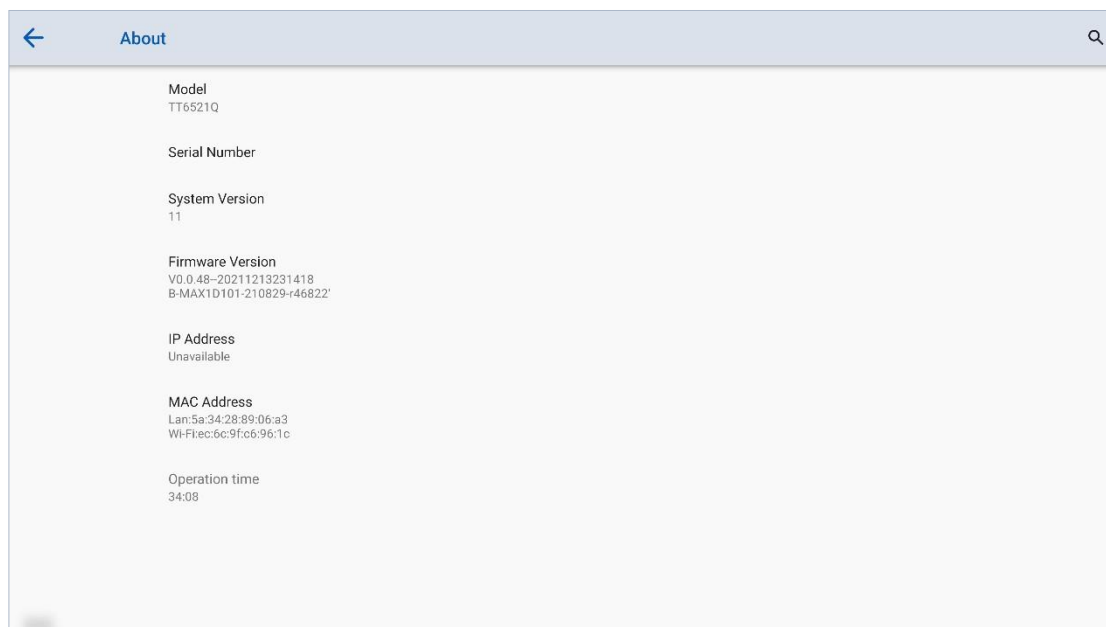 About
Model
TT6521Q
Serial Number
System Version
11
Firmware Version
V0.0.48--20211213231418
B-MAX1D101-210829-r46822'
IP Address
Unavailable
MAC Address
Lan:5a:34:28:89:06:a3
Wi-Fi:ec:6c:9f:c6:96:1c
Operation time
34:08